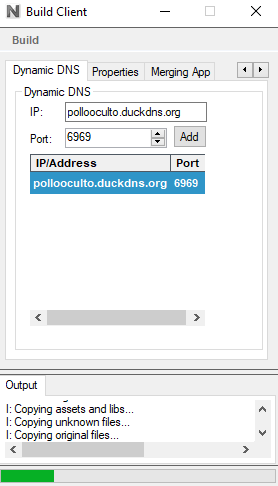 Build Client
Build
Dynamic DNS
Properties
Merging App
Dynamic DNS
IP: pollooculto.duckdns.org
Port: 6969 Add
IP/Address Port
pollooculto.duckdns.org 6969
Output
I: Copying assets and libs...
I: Copying unknown files...
I: Copying original files...